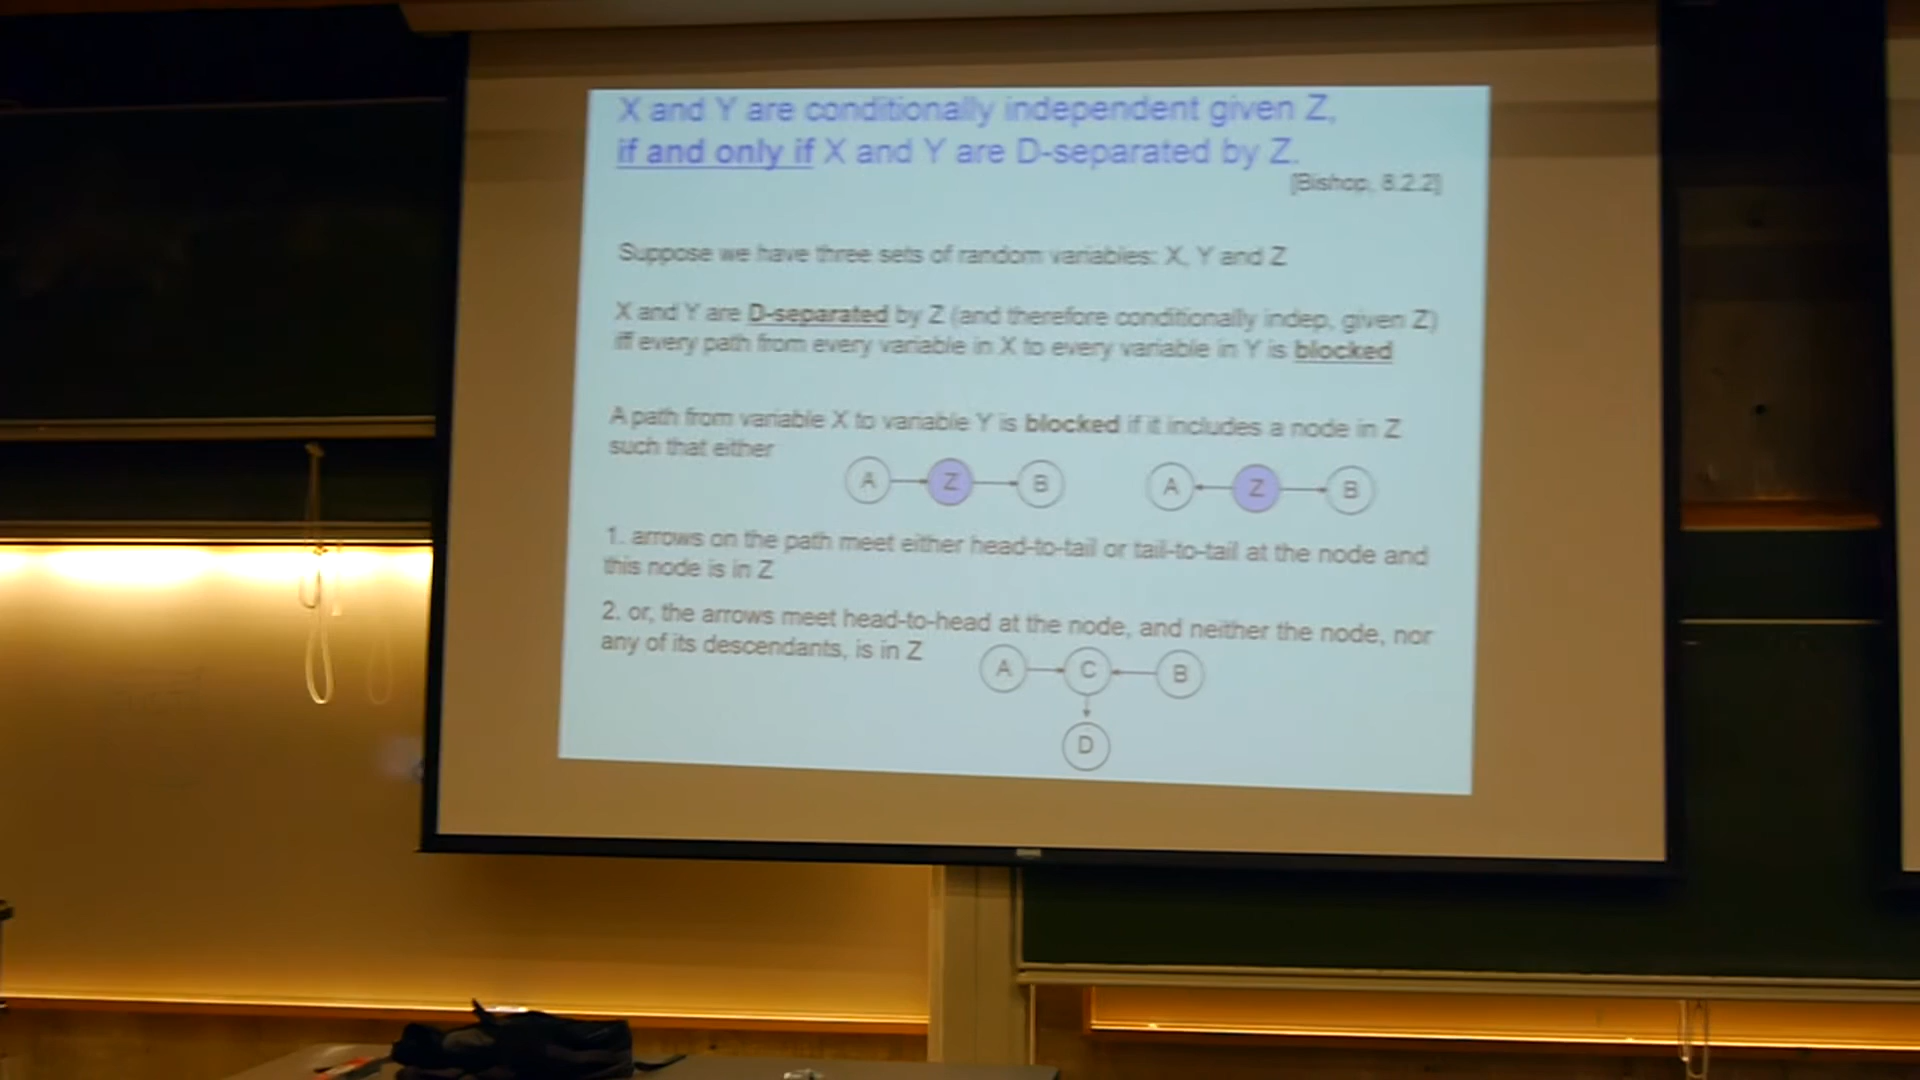 X and Y are conditionally independent given Z,
if and only if X and Y are D-separated by Z.
[Bishop, 8.2.2]
Suppose we have three sets of random variables: X, Y and Z
X and Y are D-separated by Z (and therefore conditionally indep, given Z)
iff every path from every variable in X to every variable in Y is blocked
A path from variable X to variable Y is blocked if it includes a node in Z
such that either
A Z B A Z B
1. arrows on the path meet either head-to-tail or tail-to-tail at the node and
this node is in Z
2. or, the arrows meet head-to-head at the node, and neither the node, nor
any of its descendants, is in Z
A C B
D